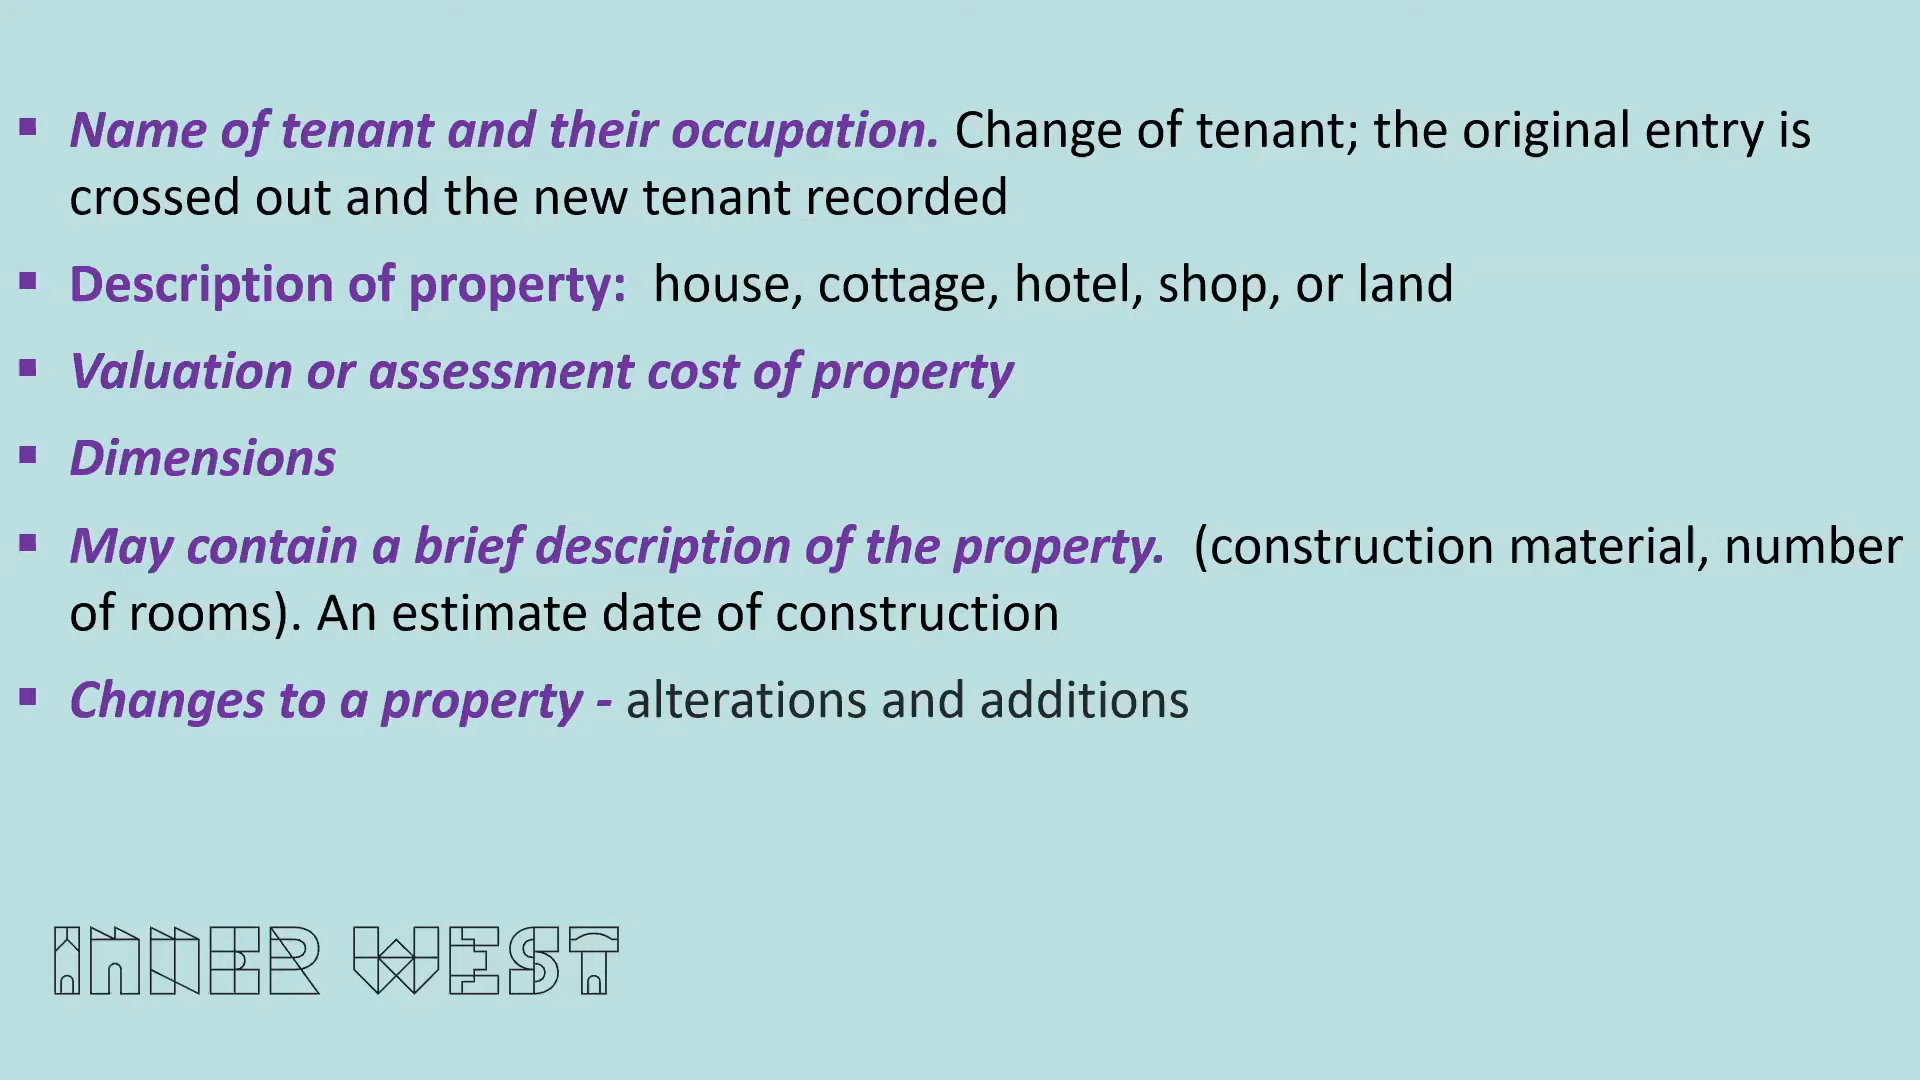 ▪ Name of tenant and their occupation. Change of tenant; the original entry is
crossed out and the new tenant recorded
▪ Description of property: house, cottage, hotel, shop, or land
▪ Valuation or assessment cost of property
▪ Dimensions
▪ May contain a brief description of the property. (construction material, number
of rooms). An estimate date of construction
▪ Changes to a property - alterations and additions
INNER WEST